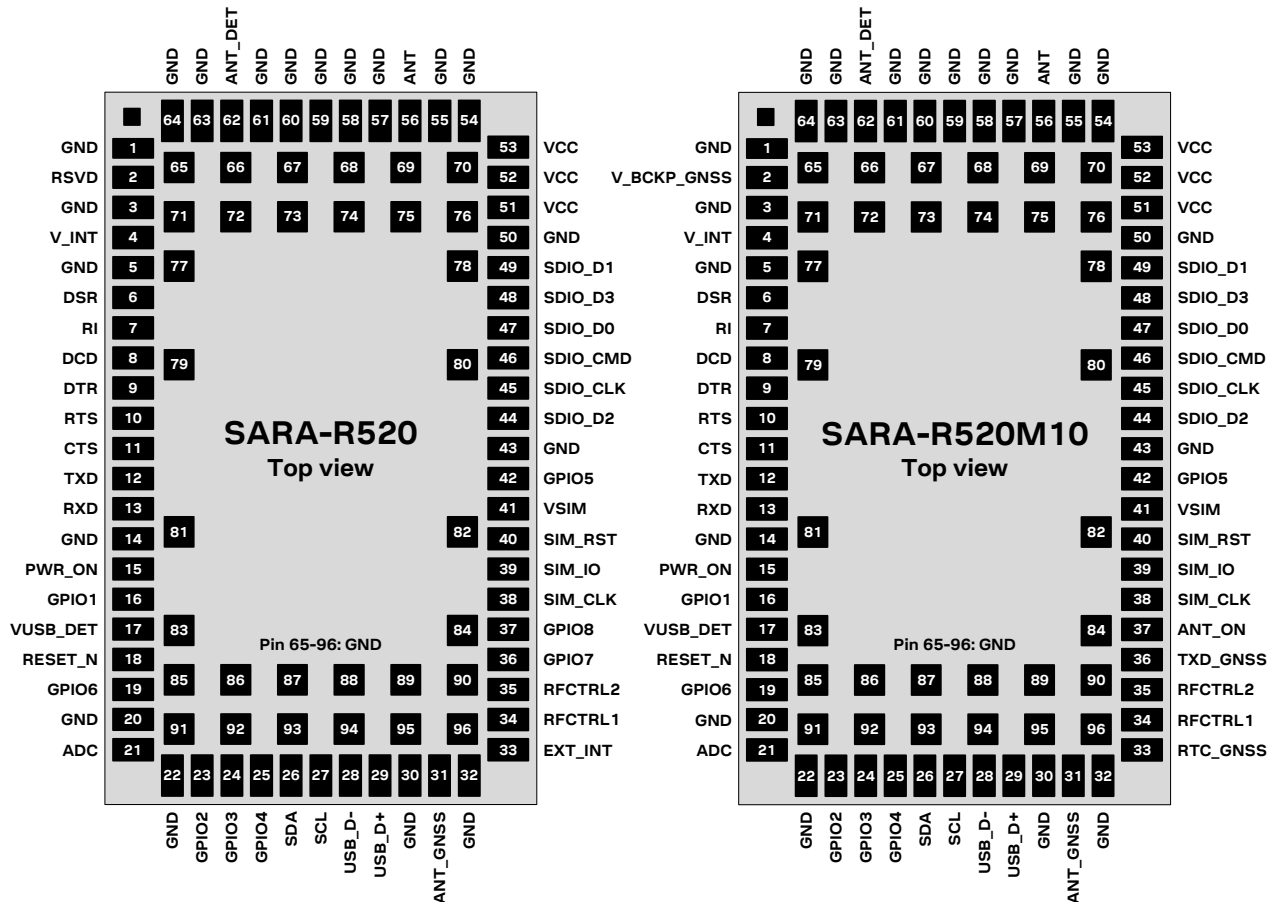 GND GND ANT_DET GND GND GND GND GND ANT GND GND
64 63 62 61 60 59 58 57 56 55 54
GND 1 65 66 67 68 69 70 53 VCC
RSVD 2 52 VCC
GND 3 71 72 73 74 75 76 51 VCC
V_INT 4 50 GND
GND 5 77 78 49 SDIO_D1
DSR 6 48 SDIO_D3
RI 7 47 SDIO_D0
DCD 8 79 80 46 SDIO_CMD
DTR 9 45 SDIO_CLK
RTS 10 44 SDIO_D2
SARA-R520
CTS 11 43 GND
Top view
TXD 12 42 GPIO5
RXD 13 41 VSIM
GND 14 81 82 40 SIM_RST
PWR_ON 15 39 SIM_IO
GPIO1 16 38 SIM_CLK
VUSB_DET 17 83 84 37 GPIO8
Pin 65-96: GND
RESET_N 18 36 GPIO7
GPIO6 19 85 86 87 88 89 90 35 RFCTRL2
GND 20 91 92 93 94 95 96 34 RFCTRL1
ADC 21 33 EXT_INT
22 23 24 25 26 27 28 29 30 31 32
GND GPIO2 GPIO3 GPIO4 SDA SCL USB_D- USB_D+ GND ANT_GNSS GND
GND GND ANT_DET GND GND GND GND GND ANT GND GND
64 63 62 61 60 59 58 57 56 55 54
GND 1 65 66 67 68 69 70 53 VCC
V_BCKP_GNSS 2 52 VCC
GND 3 71 72 73 74 75 76 51 VCC
V_INT 4 50 GND
GND 5 77 78 49 SDIO_D1
DSR 6 48 SDIO_D3
RI 7 47 SDIO_D0
DCD 8 79 80 46 SDIO_CMD
DTR 9 45 SDIO_CLK
RTS 10 44 SDIO_D2
SARA-R520M10
CTS 11 43 GND
Top view
TXD 12 42 GPIO5
RXD 13 41 VSIM
GND 14 81 82 40 SIM_RST
PWR_ON 15 39 SIM_IO
GPIO1 16 38 SIM_CLK
VUSB_DET 17 83 84 37 ANT_ON
Pin 65-96: GND
RESET_N 18 36 TXD_GNSS
GPIO6 19 85 86 87 88 89 90 35 RFCTRL2
GND 20 91 92 93 94 95 96 34 RFCTRL1
ADC 21 33 RTC_GNSS
22 23 24 25 26 27 28 29 30 31 32
GND GPIO2 GPIO3 GPIO4 SDA SCL USB_D- USB_D+ GND ANT_GNSS GND